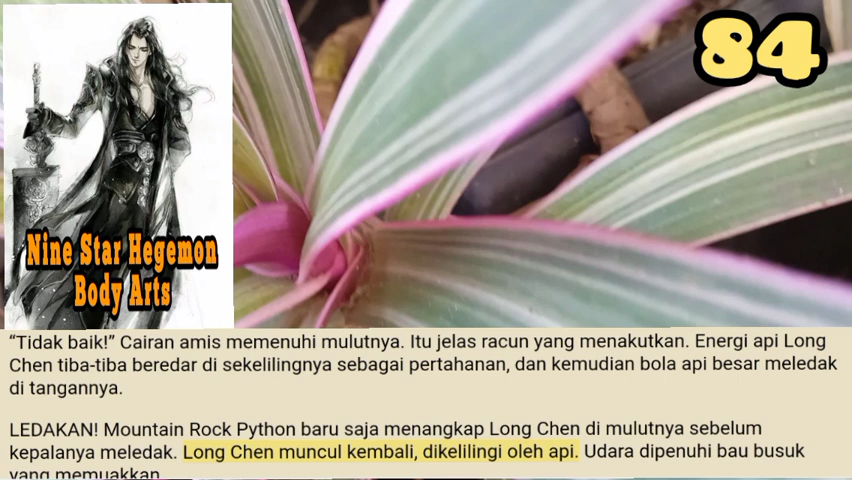 84
Nine Star Hegemon
Body Arts
“Tidak baik!” Cairan amis memenuhi mulutnya. Itu jelas racun yang menakutkan. Energi api Long
Chen tiba-tiba beredar di sekelilingnya sebagai pertahanan, dan kemudian bola api besar meledak
di tangannya.
LEDAKAN! Mountain Rock Python baru saja menangkap Long Chen di mulutnya sebelum
kepalanya meledak. Long Chen muncul kembali, dikelilingi oleh api. Udara dipenuhi bau busuk
yang memuakkan.